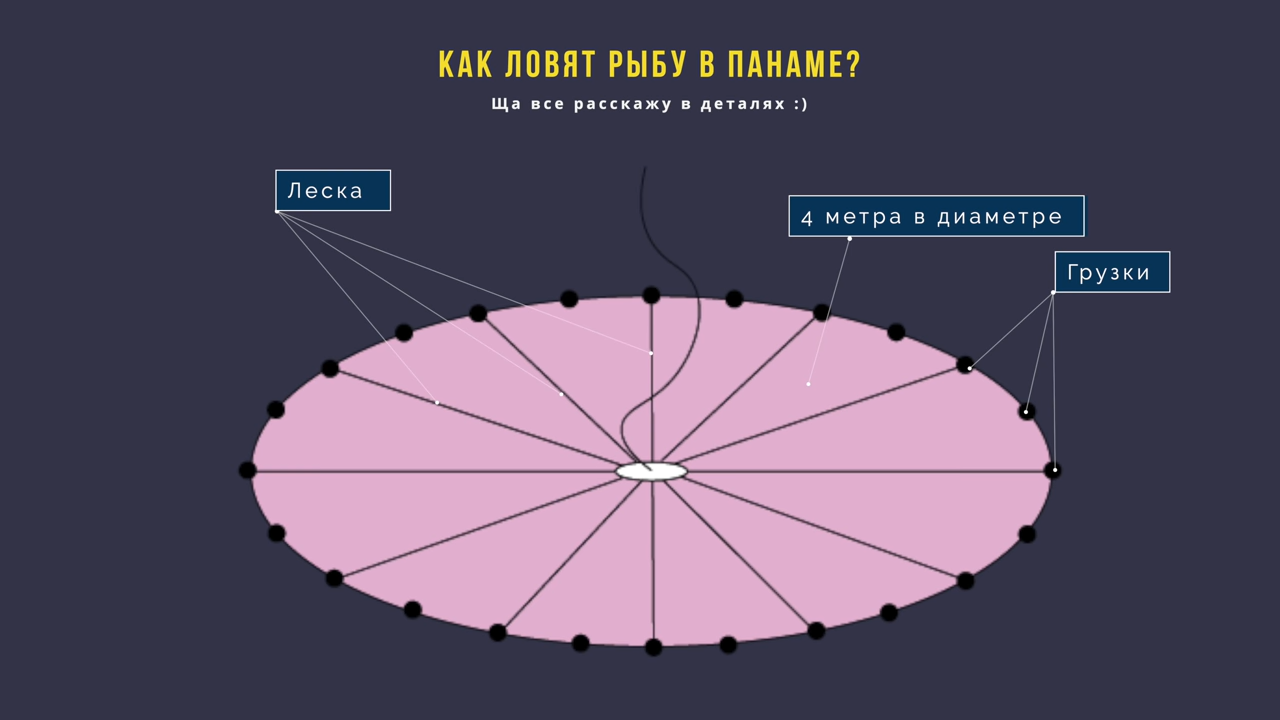 КАК ЛОВЯТ РЫБУ В ПАНАМЕ?
Ща все расскажу в деталях :)
Леска
4 метра в диаметре
Грузки